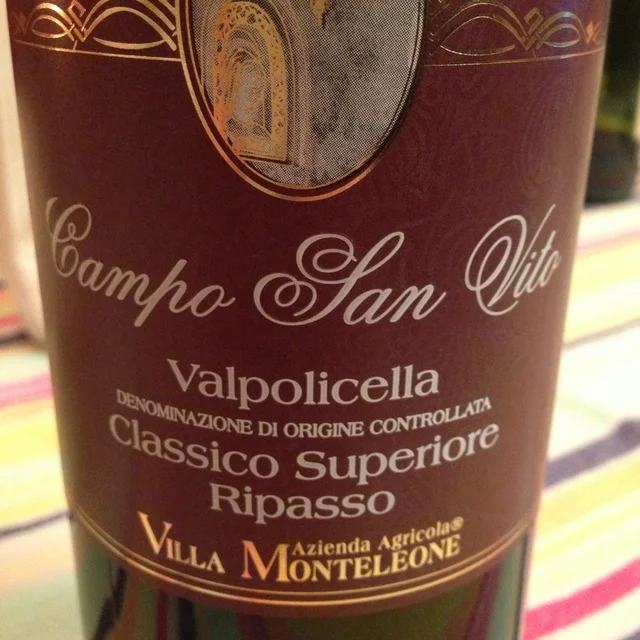 Campo San Vito
Valpolicella
DENOMINAZIONE DI ORIGINE CONTROLLATA
Classico Superiore
Ripasso
Azienda Agricola®
VILLA MONTELEONE